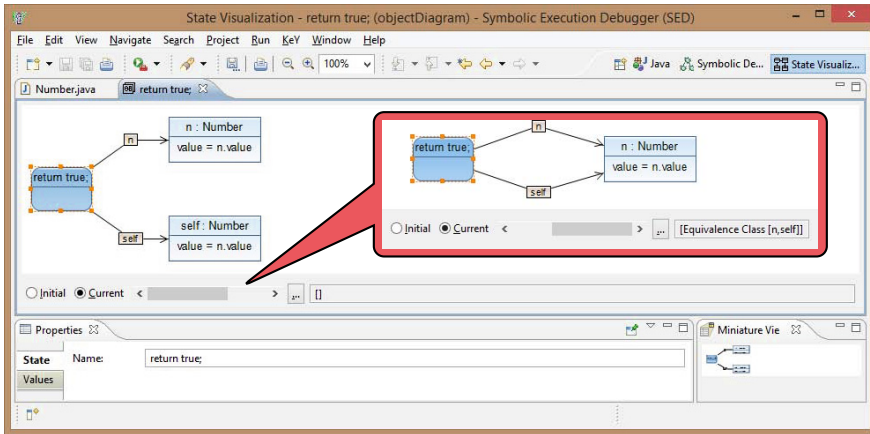 State Visualization - return true; (objectDiagram) - Symbolic Execution Debugger (SED)
File Edit View Navigate Search Project Run KeY Window Help
100% Java Symbolic De... State Visualiz...
Number.java return true;
n : Number
value = n.value
n
return true;
self
self : Number
value = n.value
n
return true;
n : Number
value = n.value
self
Initial Current < > ... [Equivalence Class [n,self]]
Initial Current < > ... []
Properties
Miniature Vie
State Name: return true;
Values